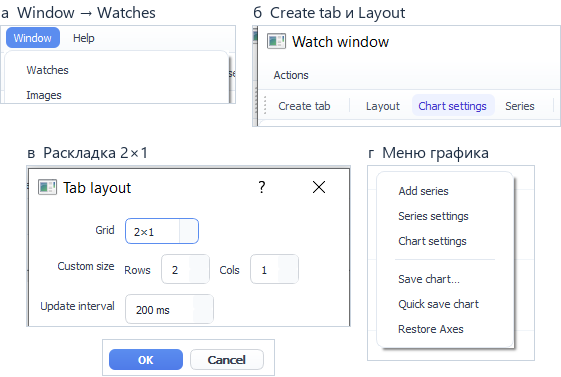 а Window → Watches
Window Help
Watches
Images
б Create tab и Layout
Watch window
Actions
Create tab Layout Chart settings Series
в Раскладка 2×1
Tab layout ?
Grid 2×1
Custom size Rows 2 Cols 1
Update interval 200 ms
OK Cancel
г Меню графика
Add series
Series settings
Chart settings
Save chart...
Quick save chart
Restore Axes